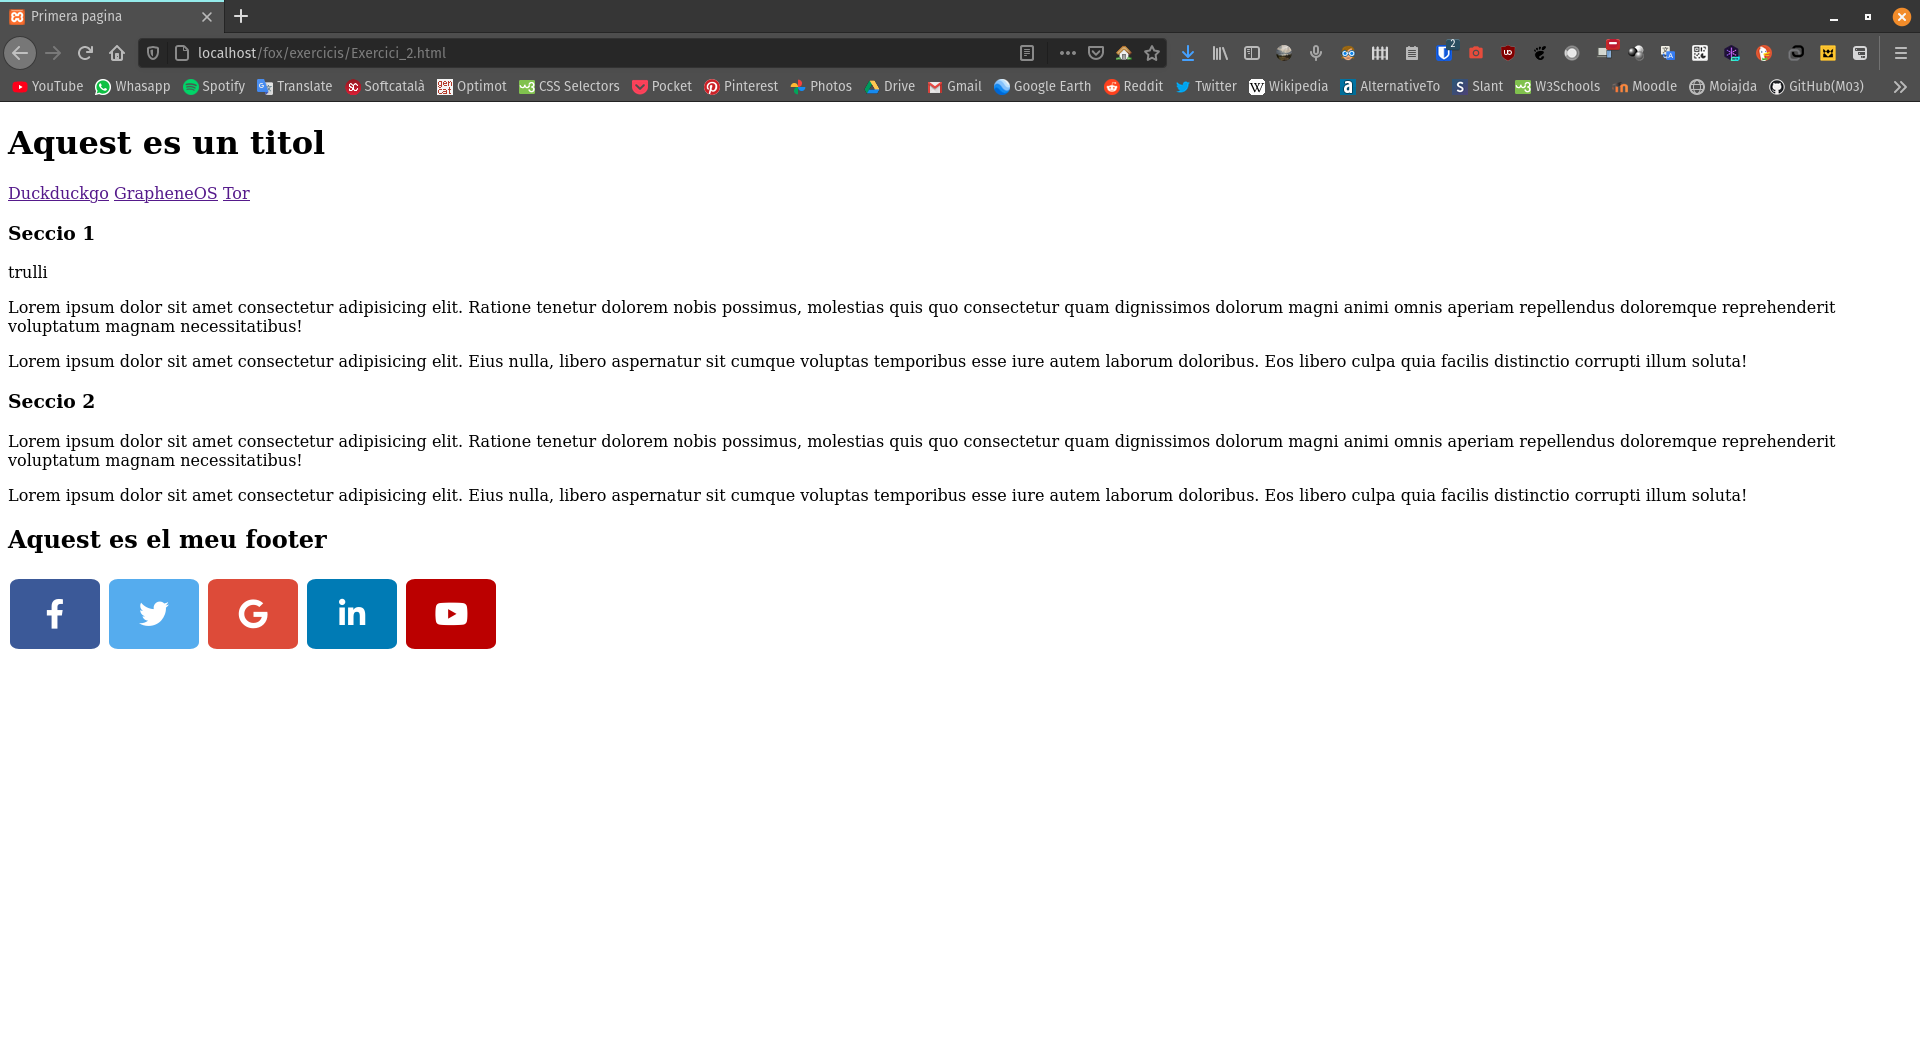 Primera pagina
localhost/fox/exercicis/Exercici_2.html
2
YouTube Whasapp Spotify Translate Softcatalà Optimot CSS Selectors Pocket Pinterest Photos Drive Gmail Google Earth Reddit Twitter Wikipedia AlternativeTo Slant W3Schools Moodle Moiajda GitHub(M03)
Aquest es un titol
Duckduckgo GrapheneOS Tor
Seccio 1
trulli
Lorem ipsum dolor sit amet consectetur adipisicing elit. Ratione tenetur dolorem nobis possimus, molestias quis quo consectetur quam dignissimos dolorum magni animi omnis aperiam repellendus doloremque reprehenderit
voluptatum magnam necessitatibus!
Lorem ipsum dolor sit amet consectetur adipisicing elit. Eius nulla, libero aspernatur sit cumque voluptas temporibus esse iure autem laborum doloribus. Eos libero culpa quia facilis distinctio corrupti illum soluta!
Seccio 2
Lorem ipsum dolor sit amet consectetur adipisicing elit. Ratione tenetur dolorem nobis possimus, molestias quis quo consectetur quam dignissimos dolorum magni animi omnis aperiam repellendus doloremque reprehenderit
voluptatum magnam necessitatibus!
Lorem ipsum dolor sit amet consectetur adipisicing elit. Eius nulla, libero aspernatur sit cumque voluptas temporibus esse iure autem laborum doloribus. Eos libero culpa quia facilis distinctio corrupti illum soluta!
Aquest es el meu footer